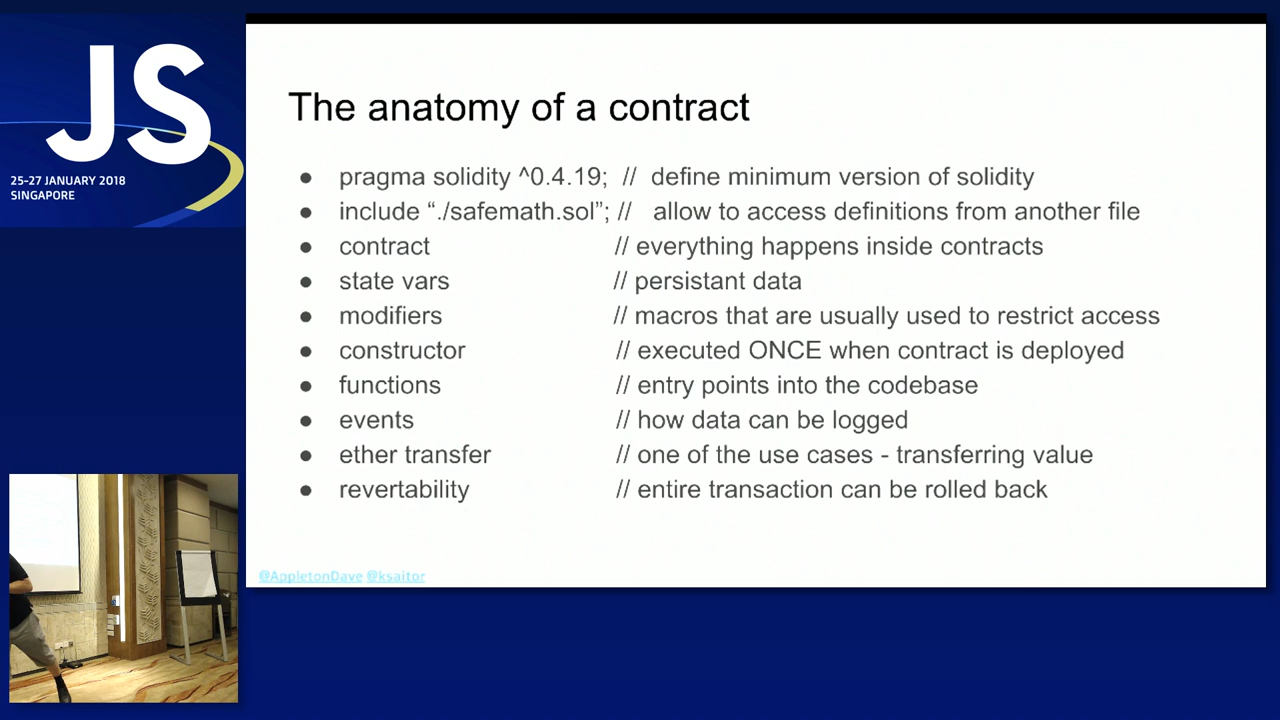 JS
25-27 JANUARY 2018
SINGAPORE
The anatomy of a contract
● pragma solidity ^0.4.19; // define minimum version of solidity
● include “./safemath.sol”; // allow to access definitions from another file
● contract // everything happens inside contracts
● state vars // persistant data
● modifiers // macros that are usually used to restrict access
● constructor // executed ONCE when contract is deployed
● functions // entry points into the codebase
● events // how data can be logged
● ether transfer // one of the use cases - transferring value
● revertability // entire transaction can be rolled back
@AppletonDave @ksaitor